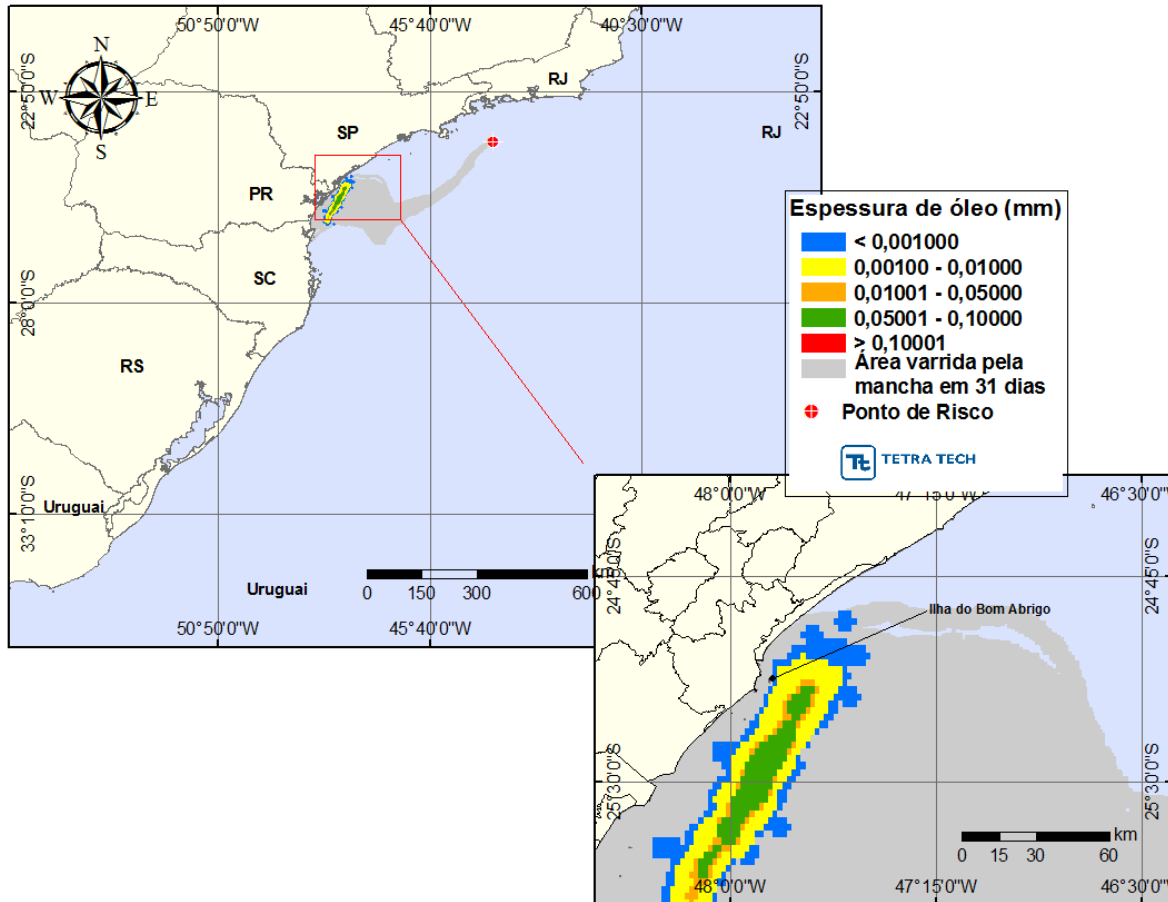 50°50'0"W
45°40'0"W
40°30'0"W
N
W
E
S
22°50'0"S
22°50'0"S
RJ
SP
RJ
PR
SC
28°0'0"S
RS
Uruguai
33°10'0"S
Uruguai
km
0 150 300 600
50°50'0"W
45°40'0"W
Espessura de óleo (mm)
< 0,001000
0,00100 - 0,01000
0,01001 - 0,05000
0,05001 - 0,10000
> 0,10001
Área varrida pela
mancha em 31 dias
Ponto de Risco
Tt TETRA TECH
48°0'0"W
47°15'0"W
46°30'0"W
24°45'0"S
24°45'0"S
Ilha do Bom Abrigo
25°30'0"S
25°30'0"S
km
0 15 30 60
48°0'0"W
47°15'0"W
46°30'0"W